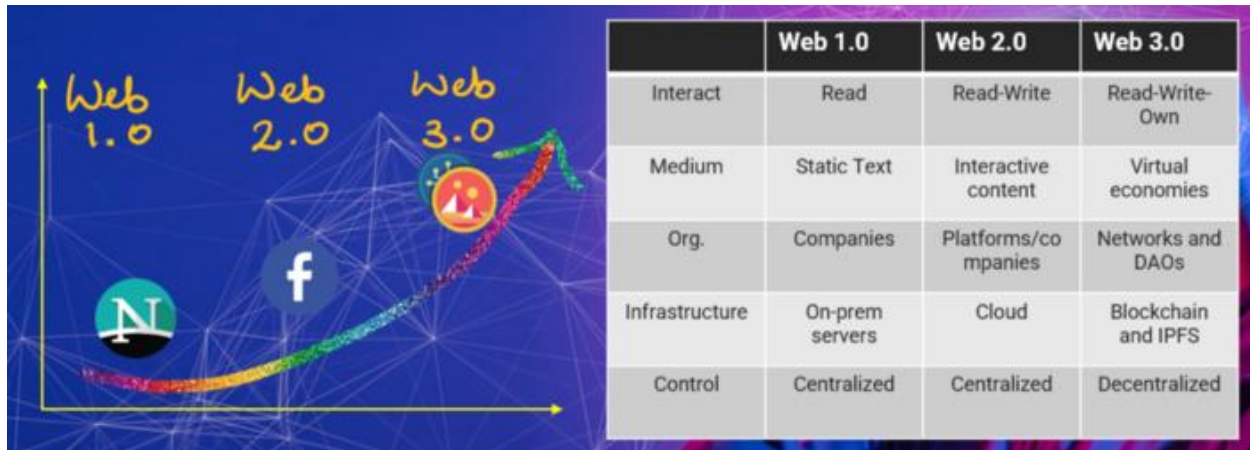 Web 1.0
Web 2.0
Web 3.0
N
f
Web 1.0 Web 2.0 Web 3.0
Interact Read Read-Write Read-Write-
Own
Medium Static Text Interactive
content Virtual
economies
Org. Companies Platforms/co
mpanies Networks and
DAOs
Infrastructure On-prem
servers Cloud Blockchain
and IPFS
Control Centralized Centralized Decentralized